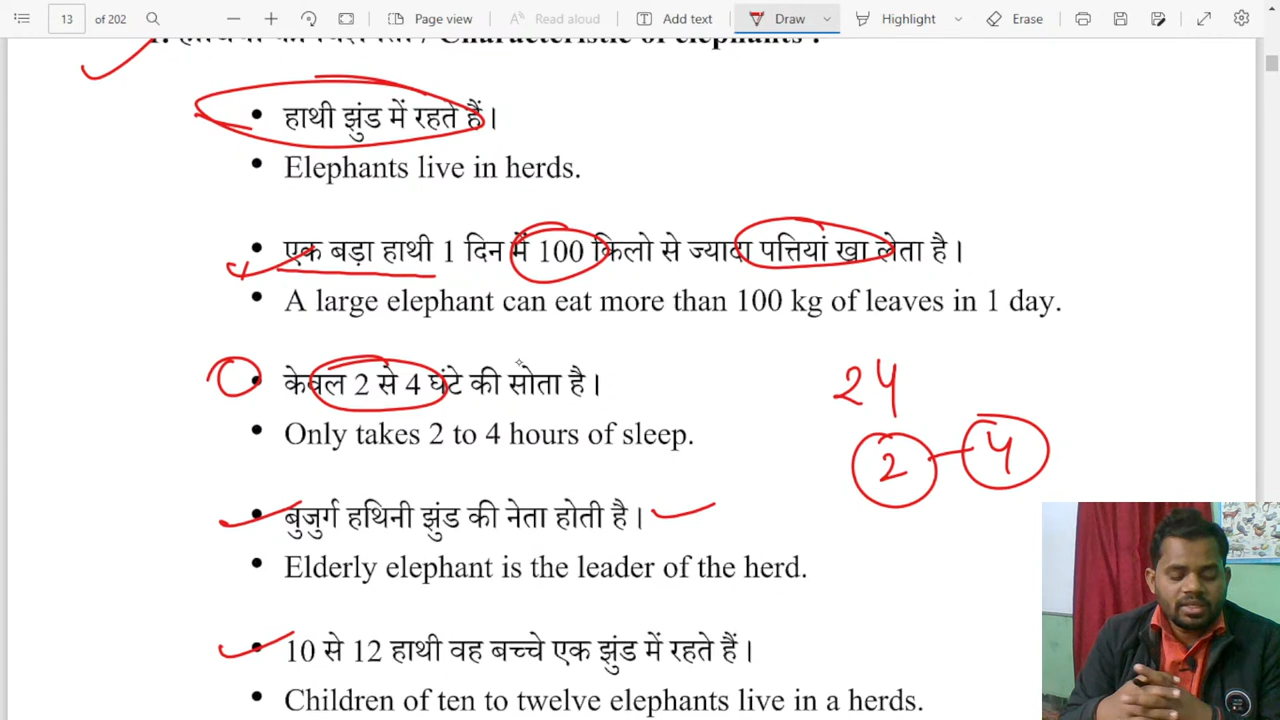 13 of 202 Page view Read aloud Add text Draw Highlight Erase
Characteristic of elephants :
• हाथी झुंड में रहते हैं।
• Elephants live in herds.
• एक बड़ा हाथी 1 दिन में 100 किलो से ज्यादा पत्तियां खा लेता है।
• A large elephant can eat more than 100 kg of leaves in 1 day.
• केवल 2 से 4 घंटे की सोता है।
24
• Only takes 2 to 4 hours of sleep.
2 - 4
• बुजुर्ग हथिनी झुंड की नेता होती है।
• Elderly elephant is the leader of the herd.
• 10 से 12 हाथी वह बच्चे एक झुंड में रहते हैं।
• Children of ten to twelve elephants live in a herds.